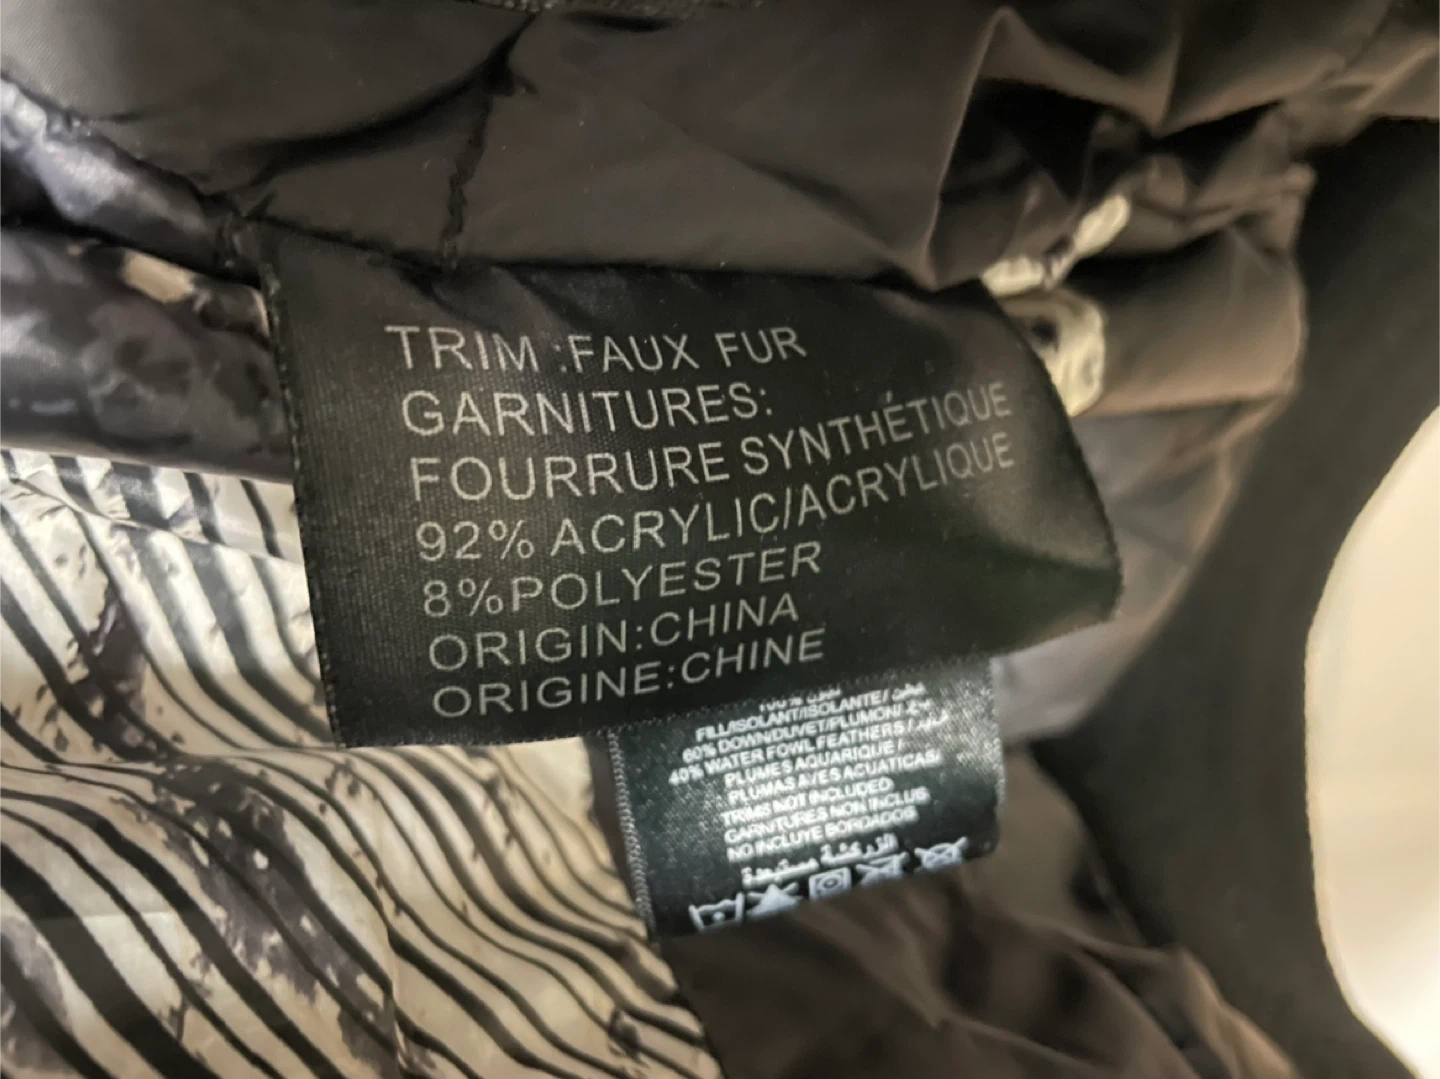 TRIM :FAUX FUR
GARNITURES:
FOURRURE SYNTHÉTIQUE
92% ACRYLIC/ACRYLIQUE
8%POLYESTER
ORIGIN:CHINA
ORIGINE:CHINE
100%
FILL/ISOLANT/ISOLANTE/
60% DOWN/DUVET/PLUMON/
40% WATER FOWL FEATHERS /
PLUMES AQUARIQUE /
PLUMAS AVES ACUATICAS/
TRIMS NOT INCLUDED
GARNITURES NON INCLUS
NO INCLUYE BORDADOS